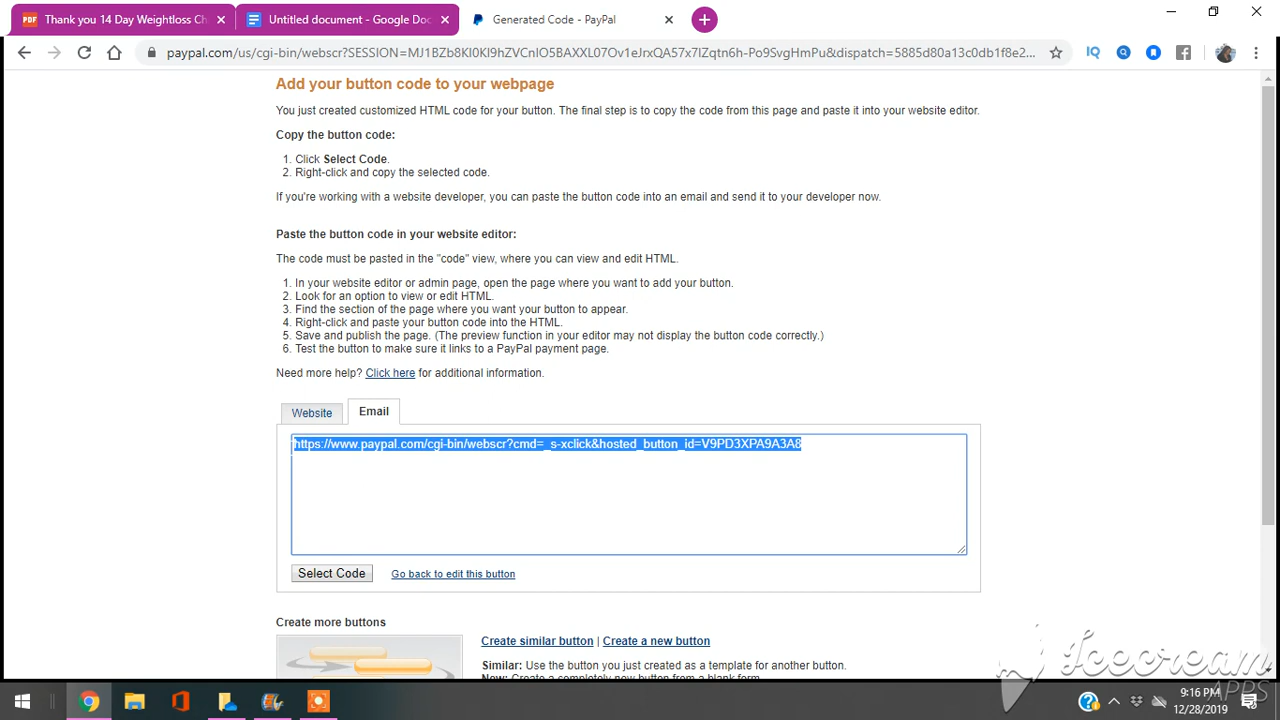 Thank you 14 Day Weightloss Ch
Untitled document - Google Doc
Generated Code - PayPal
paypal.com/us/cgi-bin/webscr?SESSION=MJ1BZb8Kl0Kl9hZVCnlO5BAXXL07Ov1eJrxQA57x7lZqtn6h-Po9SvgHmPu&dispatch=5885d80a13c0db1f8e2...
Add your button code to your webpage
You just created customized HTML code for your button. The final step is to copy the code from this page and paste it into your website editor.
Copy the button code:
1. Click Select Code.
2. Right-click and copy the selected code.
If you're working with a website developer, you can paste the button code into an email and send it to your developer now.
Paste the button code in your website editor:
The code must be pasted in the "code" view, where you can view and edit HTML.
1. In your website editor or admin page, open the page where you want to add your button.
2. Look for an option to view or edit HTML.
3. Find the section of the page where you want your button to appear.
4. Right-click and paste your button code into the HTML.
5. Save and publish the page. (The preview function in your editor may not display the button code correctly.)
6. Test the button to make sure it links to a PayPal payment page.
Need more help? Click here for additional information.
Website Email
https://www.paypal.com/cgi-bin/webscr?cmd=_s-xclick&hosted_button_id=V9PD3XPA9A3A8
Select Code Go back to edit this button
Create more buttons
Create similar button | Create a new button
Similar: Use the button you just created as a template for another button.
New: Create a completely new button from a blank form
Icecream
APPS
9:16 PM
12/28/2019